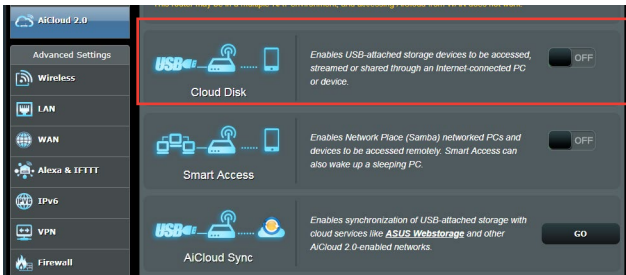 AiCloud 2.0
Advanced Settings
Wireless
LAN
WAN
Alexa & IFTTT
IPv6
VPN
Firewall
USB
Cloud Disk
Enables USB-attached storage devices to be accessed,
streamed or shared through an Internet-connected PC
or device.
OFF
Smart Access
Enables Network Place (Samba) networked PCs and
devices to be accessed remotely. Smart Access can
also wake up a sleeping PC.
OFF
USB
AiCloud Sync
Enables synchronization of USB-attached storage with
cloud services like ASUS Webstorage and other
AiCloud 2.0-enabled networks.
GO